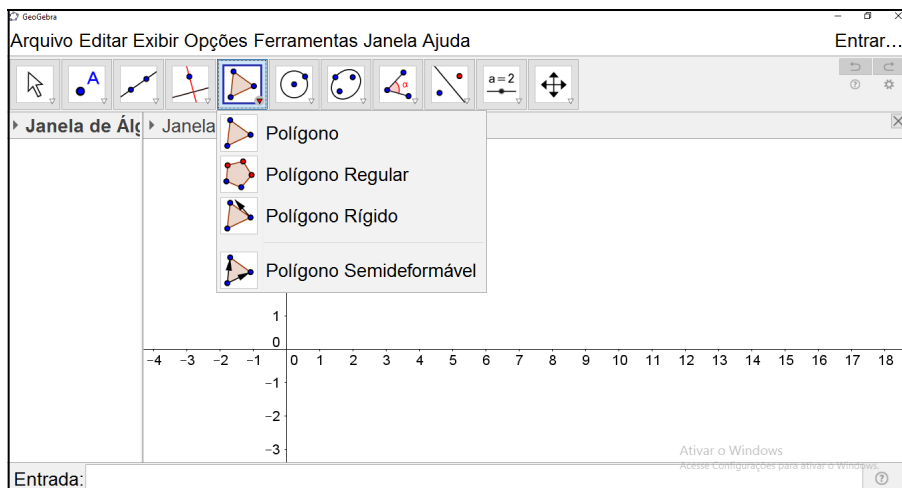 GeoGebra
Arquivo Editar Exibir Opções Ferramentas Janela Ajuda Entrar...
A α a = 2
Janela de Álg Janela
Polígono
Polígono Regular
Polígono Rígido
Polígono Semideformável
1
0
−4 −3 −2 −1 0 1 2 3 4 5 6 7 8 9 10 11 12 13 14 15 16 17 18
−1
−2
−3
Ativar o Windows
Acesse Configurações para ativar o Windows.
Entrada: